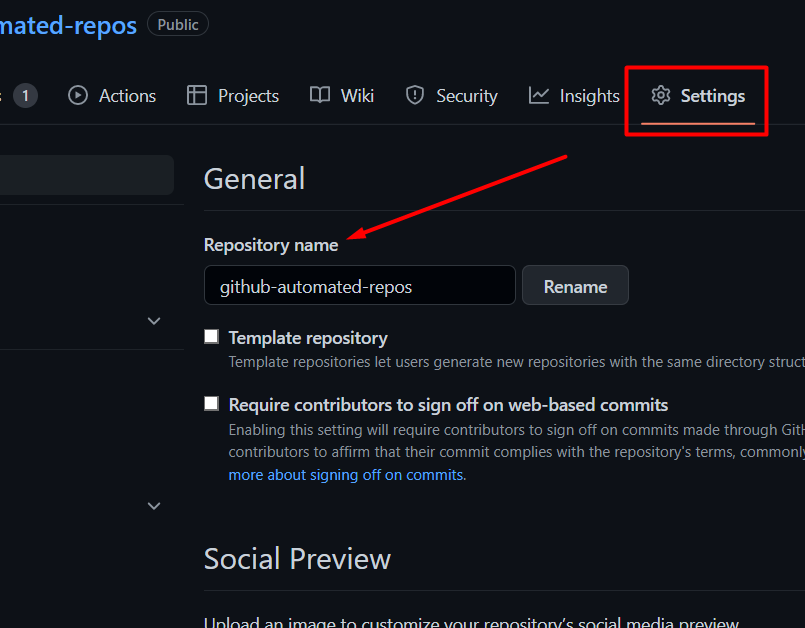 mated-repos Public
1 Actions Projects Wiki Security Insights Settings
General
Repository name
github-automated-repos Rename
Template repository
Template repositories let users generate new repositories with the same directory struct
Require contributors to sign off on web-based commits
Enabling this setting will require contributors to sign off on commits made through GitH
contributors to affirm that their commit complies with the repository's terms, commonly
more about signing off on commits.
Social Preview
Upload an image to customize your repository's social media preview.